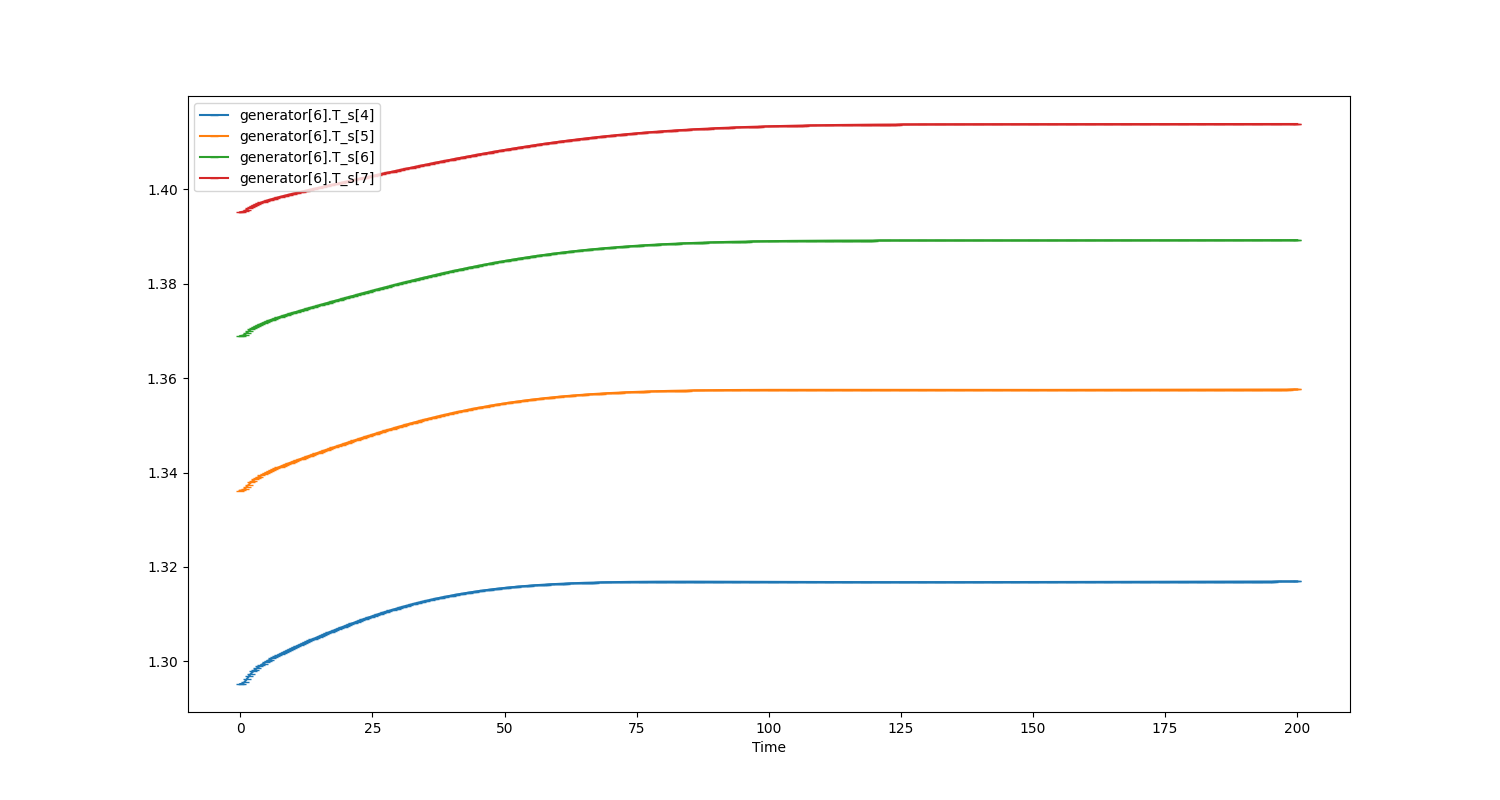 generator[6].T_s[4]
generator[6].T_s[5]
generator[6].T_s[6]
generator[6].T_s[7]
1.40
1.38
1.36
1.34
1.32
1.30
0 25 50 75 100 125 150 175 200
Time